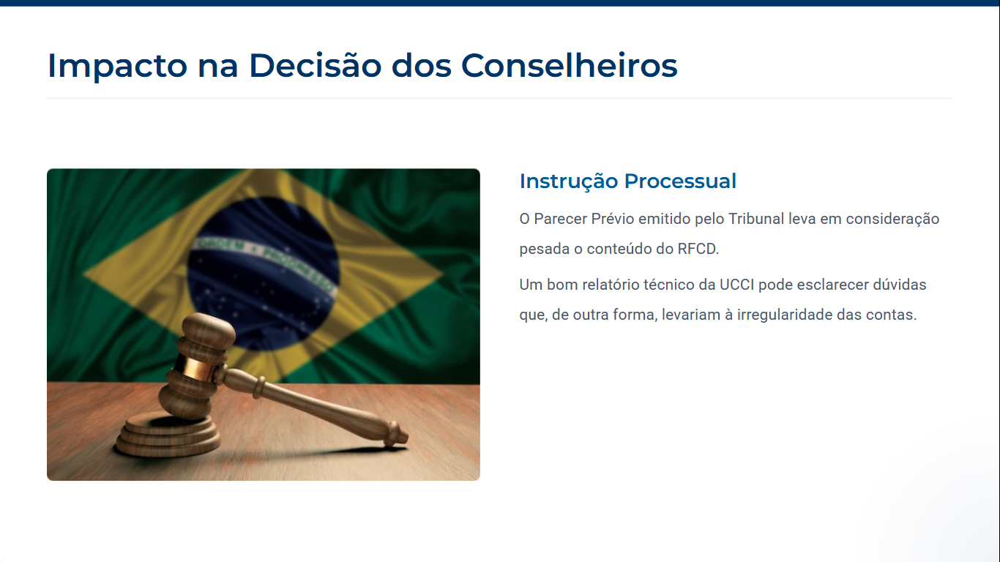 Impacto na Decisão dos Conselheiros
ORDEM E PROGRESSO
Instrução Processual
O Parecer Prévio emitido pelo Tribunal leva em consideração
pesada o conteúdo do RFCD.
Um bom relatório técnico da UCCI pode esclarecer dúvidas
que, de outra forma, levariam à irregularidade das contas.